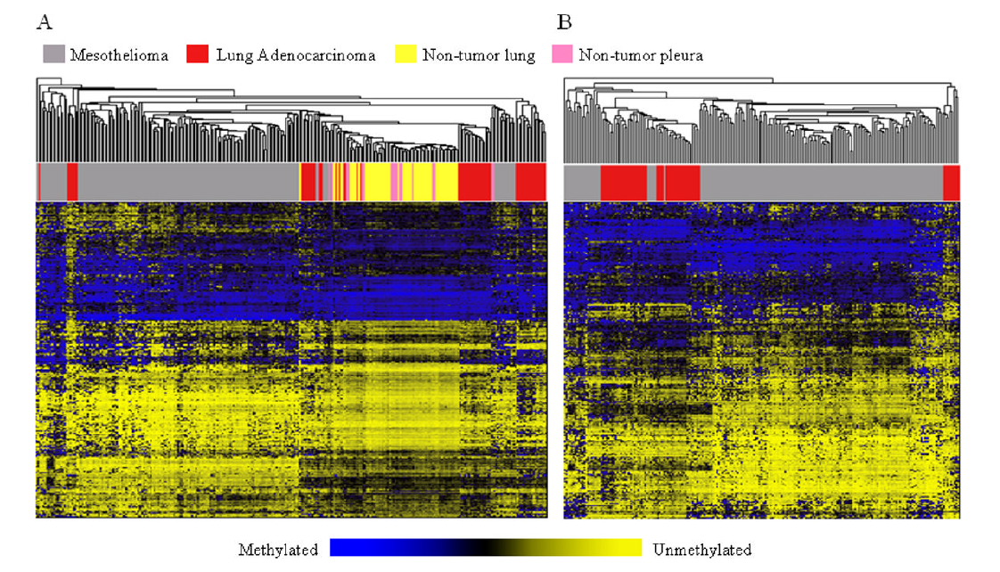 A B
Mesothelioma Lung Adenocarcinoma Non-tumor lung Non-tumor pleura
Methylated Unmethylated